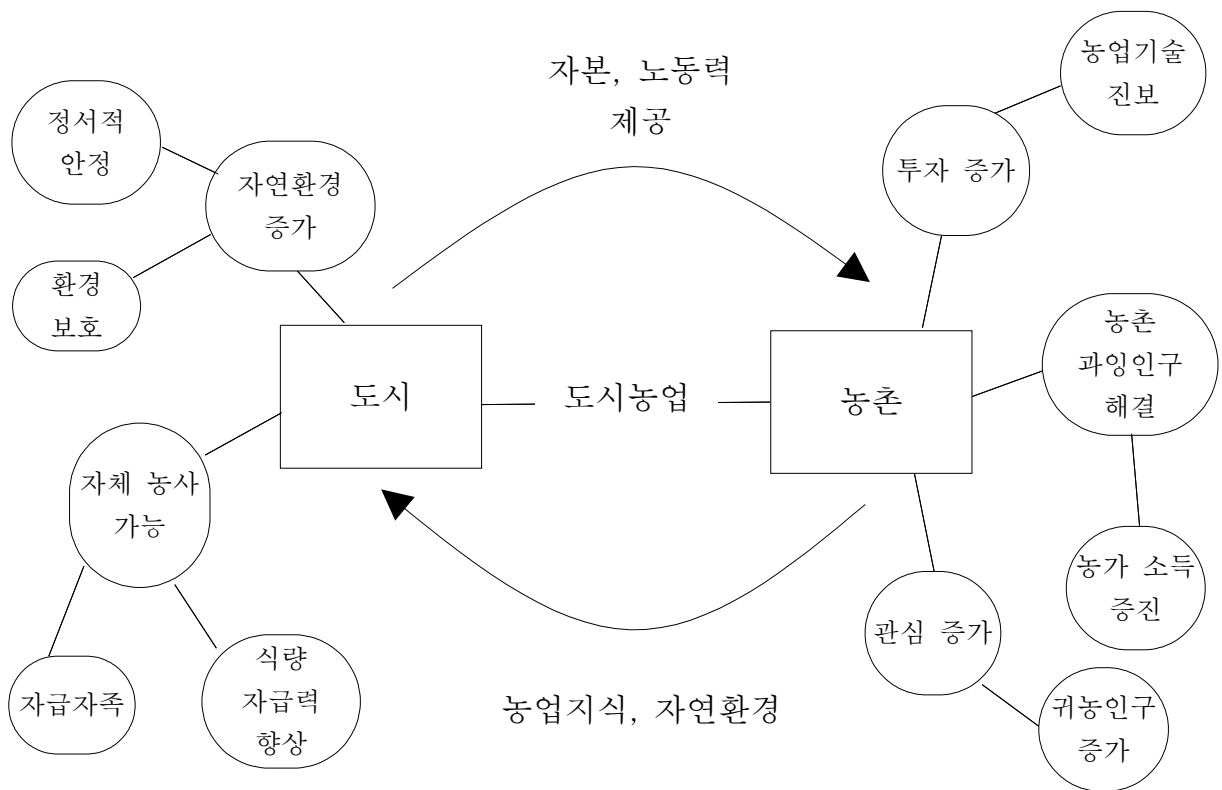 자본, 노동력
제공
농업기술
진보
정서적
안정
투자 증가
자연환경
증가
환경
보호
농촌
과잉인구
해결
도시
도시농업
농촌
자체 농사
가능
농가 소득
증진
관심 증가
식량
자급력
향상
자급자족
농업지식, 자연환경
귀농인구
증가